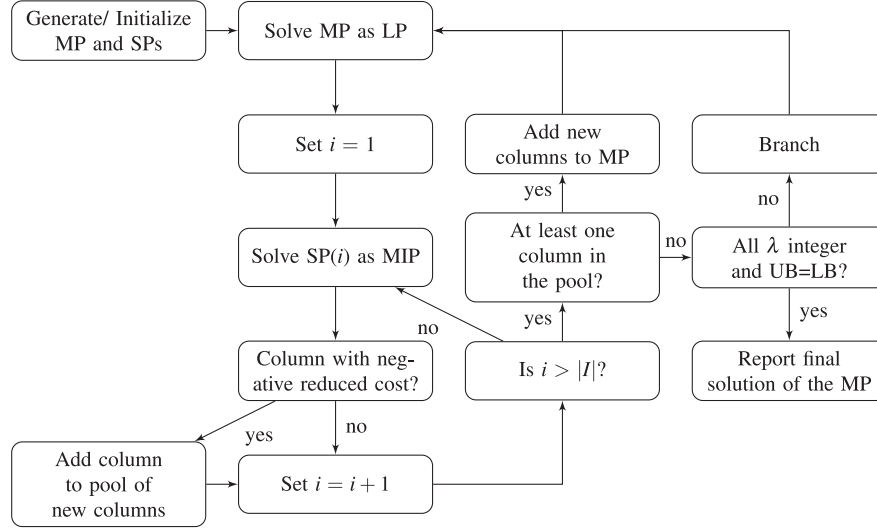 Generate/ Initialize
MP and SPs
Solve MP as LP
Set i = 1
Add new
columns to MP
Branch
yes
no
Solve SP(i) as MIP
At least one
column in
the pool?
no
All λ integer
and UB=LB?
no
yes
yes
Column with neg-
ative reduced cost?
Is i > |I|?
Report final
solution of the MP
yes
no
Add column
to pool of
new columns
Set i = i + 1